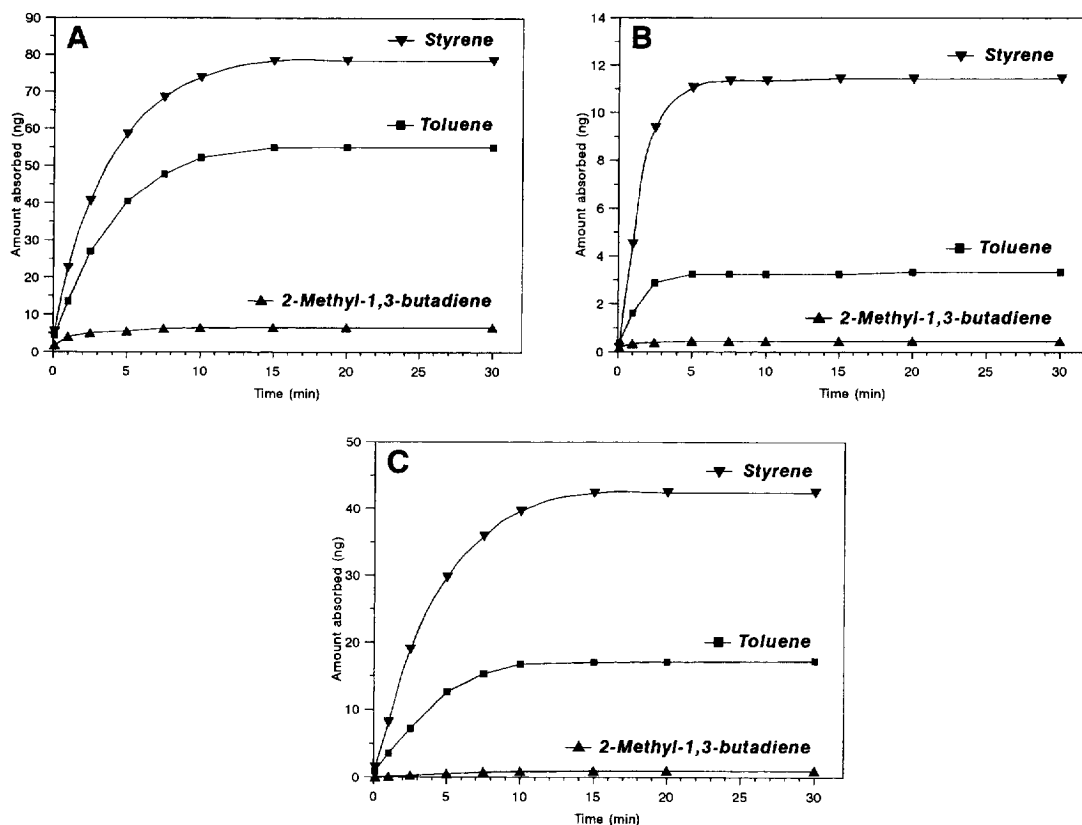 A
Amount absorbed (ng)
90
80
70
60
50
40
30
20
10
0
Styrene
Toluene
2-Methyl-1,3-butadiene
0 5 10 15 20 25 30
Time (min)
B
Amount absorbed (ng)
14
12
10
8
6
4
2
0
Styrene
Toluene
2-Methyl-1,3-butadiene
0 5 10 15 20 25 30
Time (min)
C
Amount absorbed (ng)
50
40
30
20
10
0
Styrene
Toluene
2-Methyl-1,3-butadiene
0 5 10 15 20 25 30
Time (min)